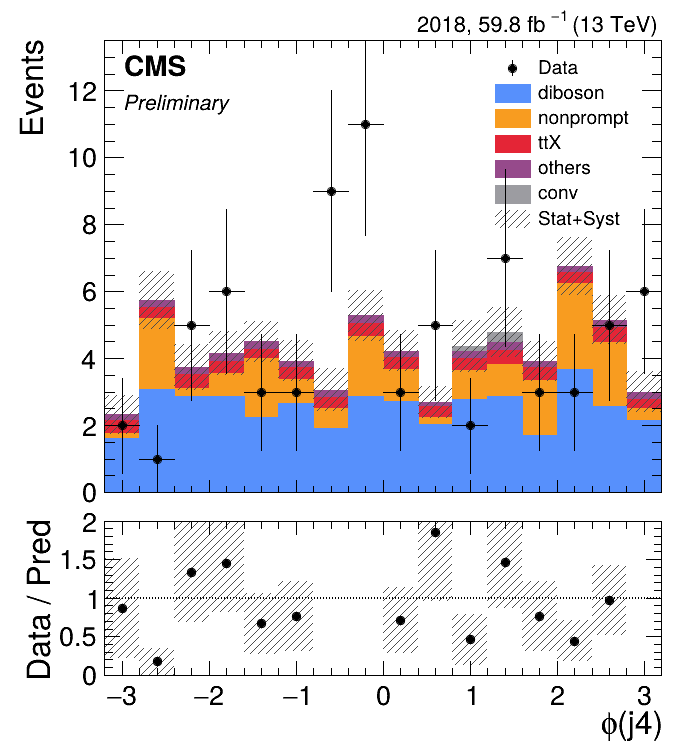 2018, 59.8 fb⁻¹ (13 TeV)
CMS
Preliminary
Events
12
10
8
6
4
2
0
Data
diboson
nonprompt
ttX
others
conv
Stat+Syst
Data / Pred
2
1.5
1
0.5
0
−3 −2 −1 0 1 2 3
ϕ(j4)